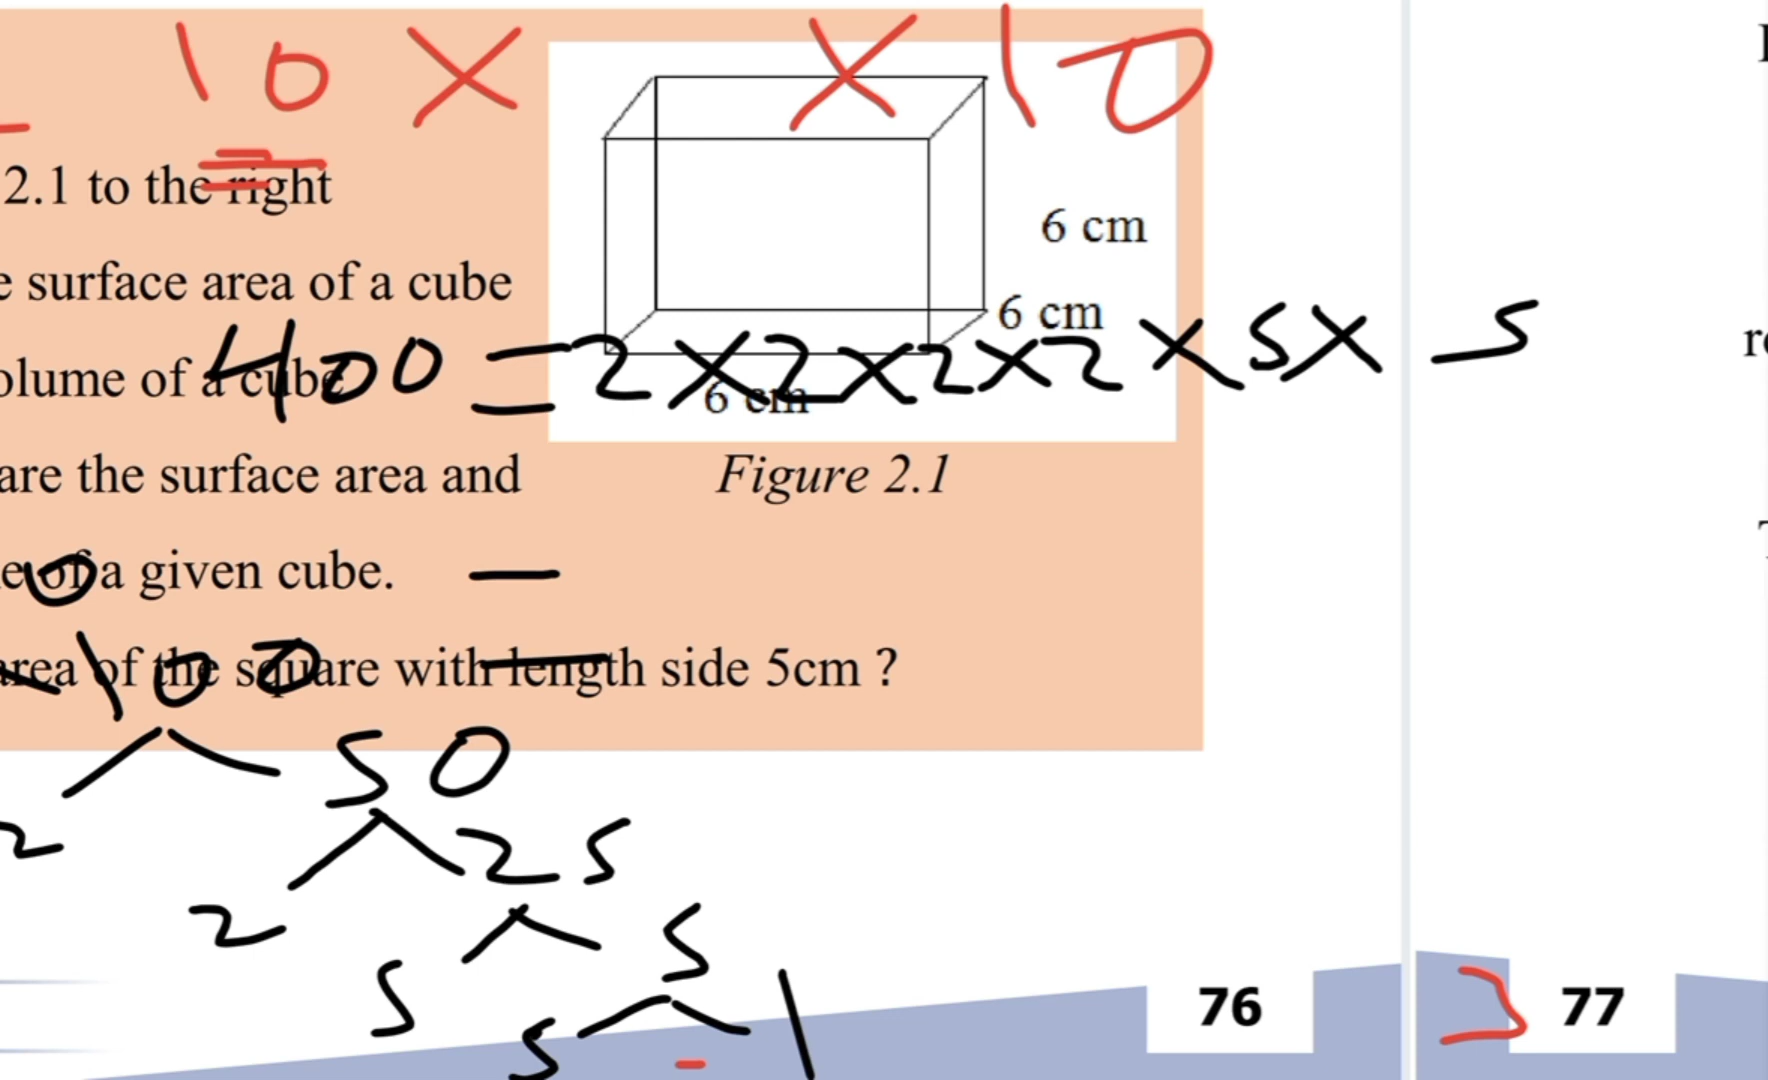 10 × × 10
2.1 to the right
6 cm
e surface area of a cube
6 cm
olume of a cube
400 = 2×2×2×2×5×5
6 cm
are the surface area and
Figure 2.1
e of a given cube.
0
area of the square with length side 5cm ?
100
50
2
25
2
5
5
5 1
76
77